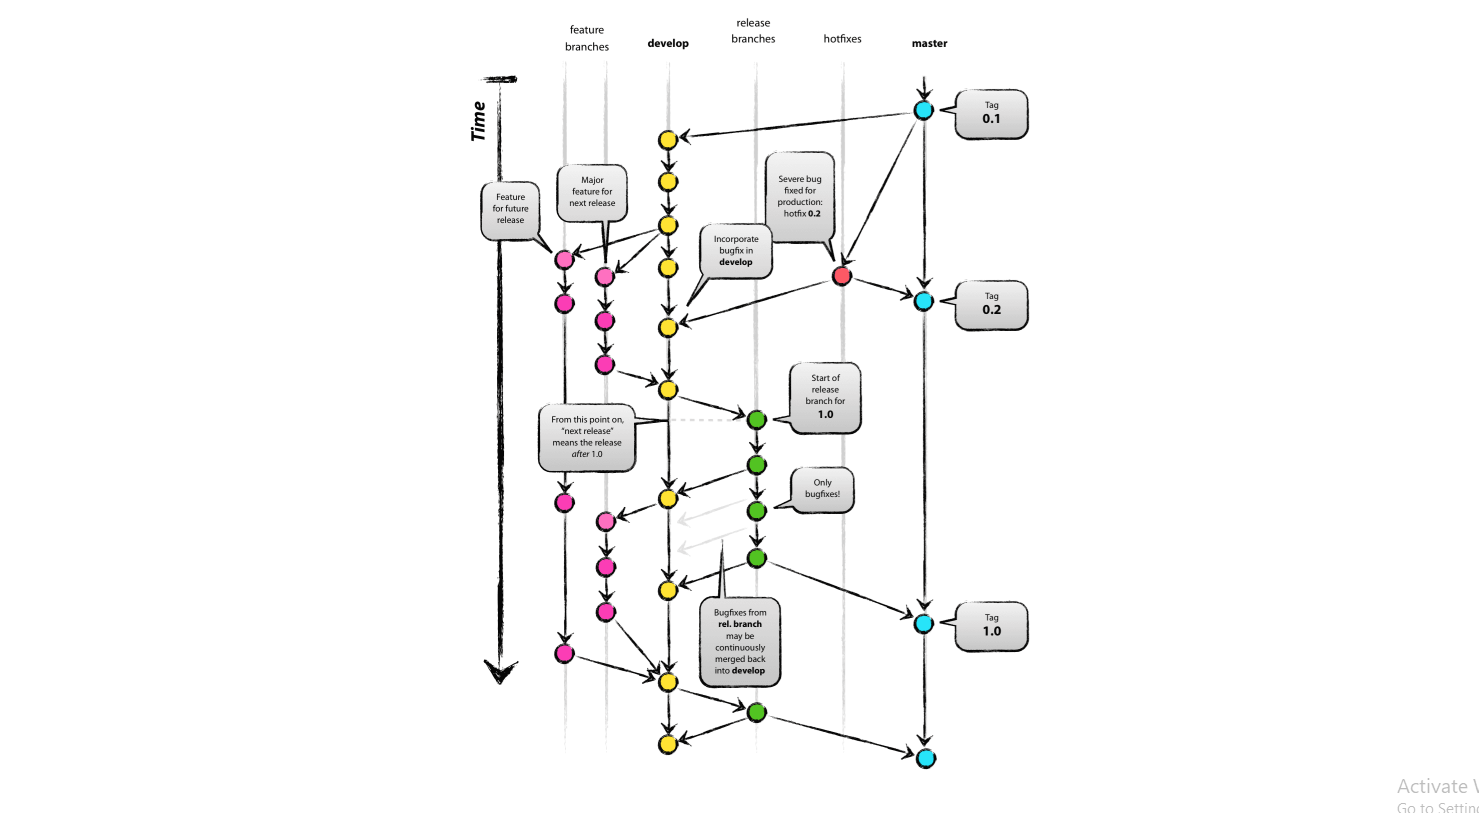 feature
branches
develop
release
branches
hotfixes
master
Time
Tag
0.1
Feature
for future
release
Major
feature for
next release
Severe bug
fixed for
production:
hotfix 0.2
Incorporate
bugfix in
develop
Tag
0.2
Start of
release
branch for
1.0
From this point on,
“next release”
means the release
after 1.0
Only
bugfixes!
Bugfixes from
rel. branch
may be
continuously
merged back
into develop
Tag
1.0
Activate
Go to Setting